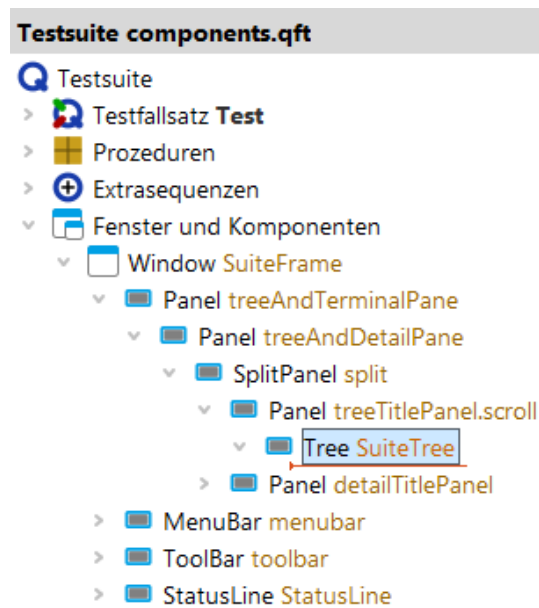 Testsuite components.qft
Testsuite
Testfallsatz Test
Prozeduren
Extrasequenzen
Fenster und Komponenten
Window SuiteFrame
Panel treeAndTerminalPane
Panel treeAndDetailPane
SplitPanel split
Panel treeTitlePanel.scroll
Tree SuiteTree
Panel detailTitlePanel
MenuBar menubar
ToolBar toolbar
StatusLine StatusLine